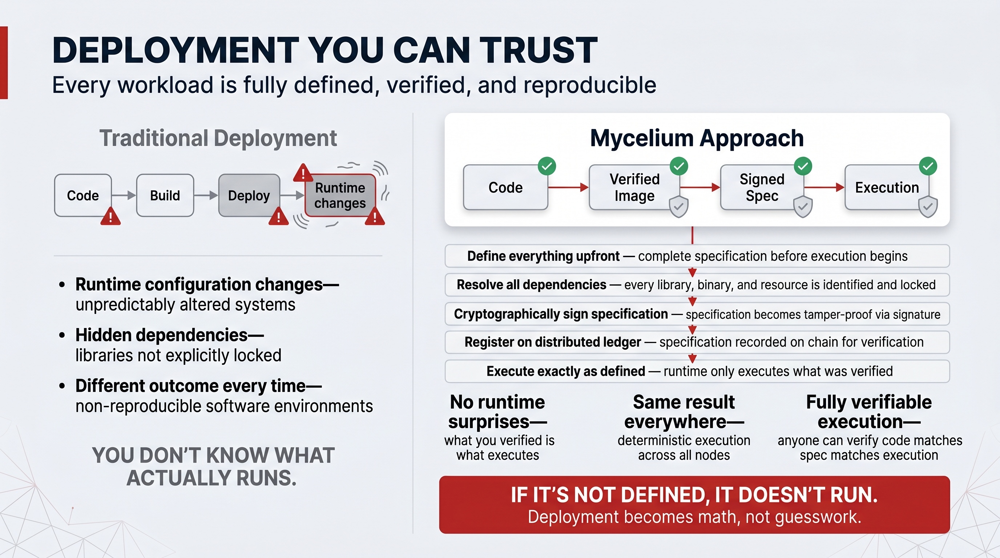 DEPLOYMENT YOU CAN TRUST
Every workload is fully defined, verified, and reproducible
Traditional Deployment
Code
Build
Deploy
Runtime
changes
Runtime configuration changes—
unpredictably altered systems
Hidden dependencies—
libraries not explicitly locked
Different outcome every time—
non-reproducible software environments
YOU DON’T KNOW WHAT
ACTUALLY RUNS.
Mycelium Approach
Code
Verified
Image
Signed
Spec
Execution
Define everything upfront — complete specification before execution begins
Resolve all dependencies — every library, binary, and resource is identified and locked
Cryptographically sign specification — specification becomes tamper-proof via signature
Register on distributed ledger — specification recorded on chain for verification
Execute exactly as defined — runtime only executes what was verified
No runtime
surprises—
what you verified is
what executes
Same result
everywhere—
deterministic execution
across all nodes
Fully verifiable
execution—
anyone can verify code matches
spec matches execution
IF IT’S NOT DEFINED, IT DOESN’T RUN.
Deployment becomes math, not guesswork.